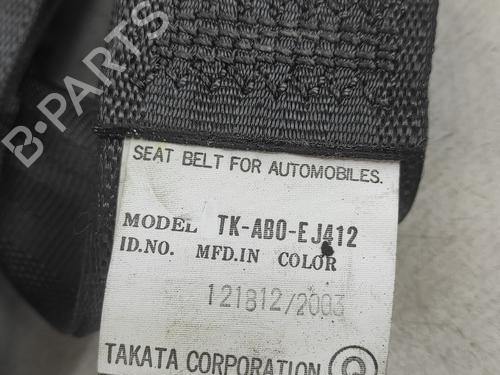 B-PARTS
SEAT BELT FOR AUTOMOBILES.
MODEL TK-AB0-EJ412
ID.NO. MFD.IN COLOR
121812/2003
TAKATA CORPORATION